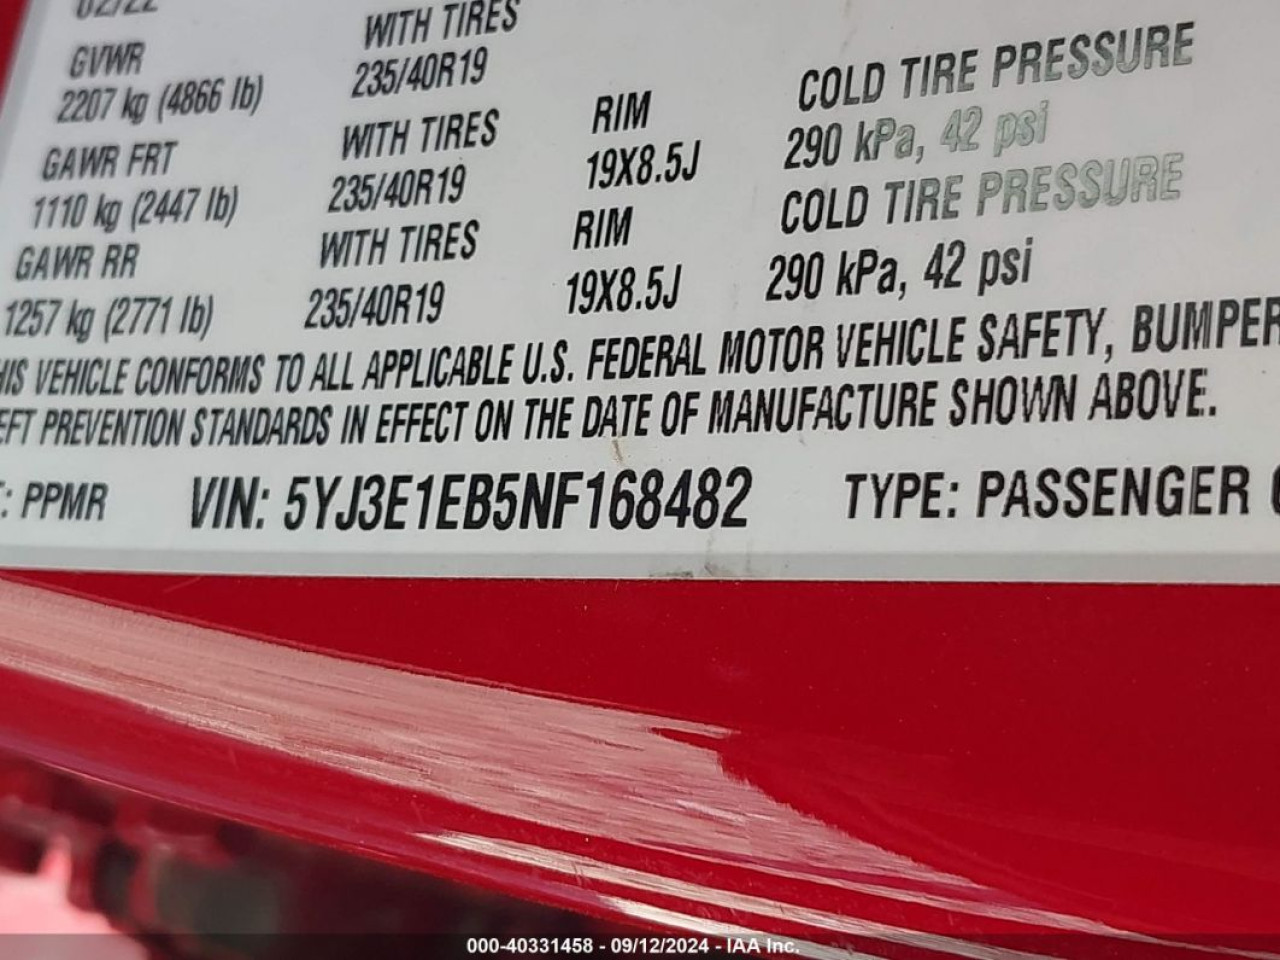 02/22
GVWR WITH TIRES
2207 kg (4866 lb) 235/40R19
GAWR FRT WITH TIRES RIM COLD TIRE PRESSURE
1110 kg (2447 lb) 235/40R19 19X8.5J 290 kPa, 42 psi
GAWR RR WITH TIRES RIM COLD TIRE PRESSURE
1257 kg (2771 lb) 235/40R19 19X8.5J 290 kPa, 42 psi
HIS VEHICLE CONFORMS TO ALL APPLICABLE U.S. FEDERAL MOTOR VEHICLE SAFETY, BUMPER
EFT PREVENTION STANDARDS IN EFFECT ON THE DATE OF MANUFACTURE SHOWN ABOVE.
: PPMR VIN: 5YJ3E1EB5NF168482 TYPE: PASSENGER
000-40331458 - 09/12/2024 - IAA Inc.